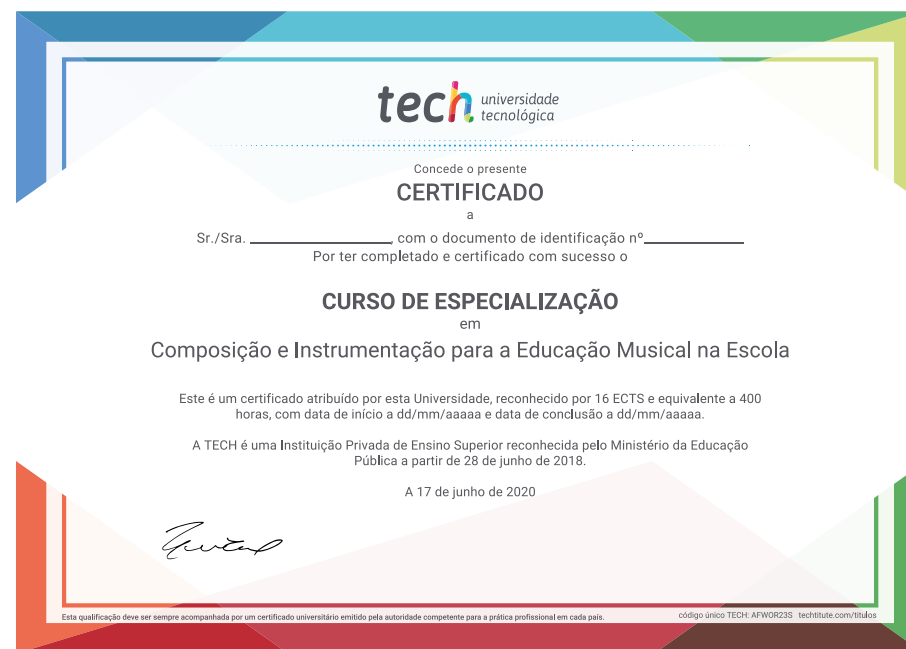 tech universidade
tecnológica
Concede o presente
CERTIFICADO
a
Sr./Sra. ____________________, com o documento de identificação nº______________
Por ter completado e certificado com sucesso o
CURSO DE ESPECIALIZAÇÃO
em
Composição e Instrumentação para a Educação Musical na Escola
Este é um certificado atribuído por esta Universidade, reconhecido por 16 ECTS e equivalente a 400
horas, com data de início a dd/mm/aaaaa e data de conclusão a dd/mm/aaaaa.
A TECH é uma Instituição Privada de Ensino Superior reconhecida pelo Ministério da Educação
Pública a partir de 28 de junho de 2018.
A 17 de junho de 2020
Esta qualificação deve ser sempre acompanhada por um certificado universitário emitido pela autoridade competente para a prática profissional em cada país.
código único TECH: AFWOR23S techtitute.com/titulos